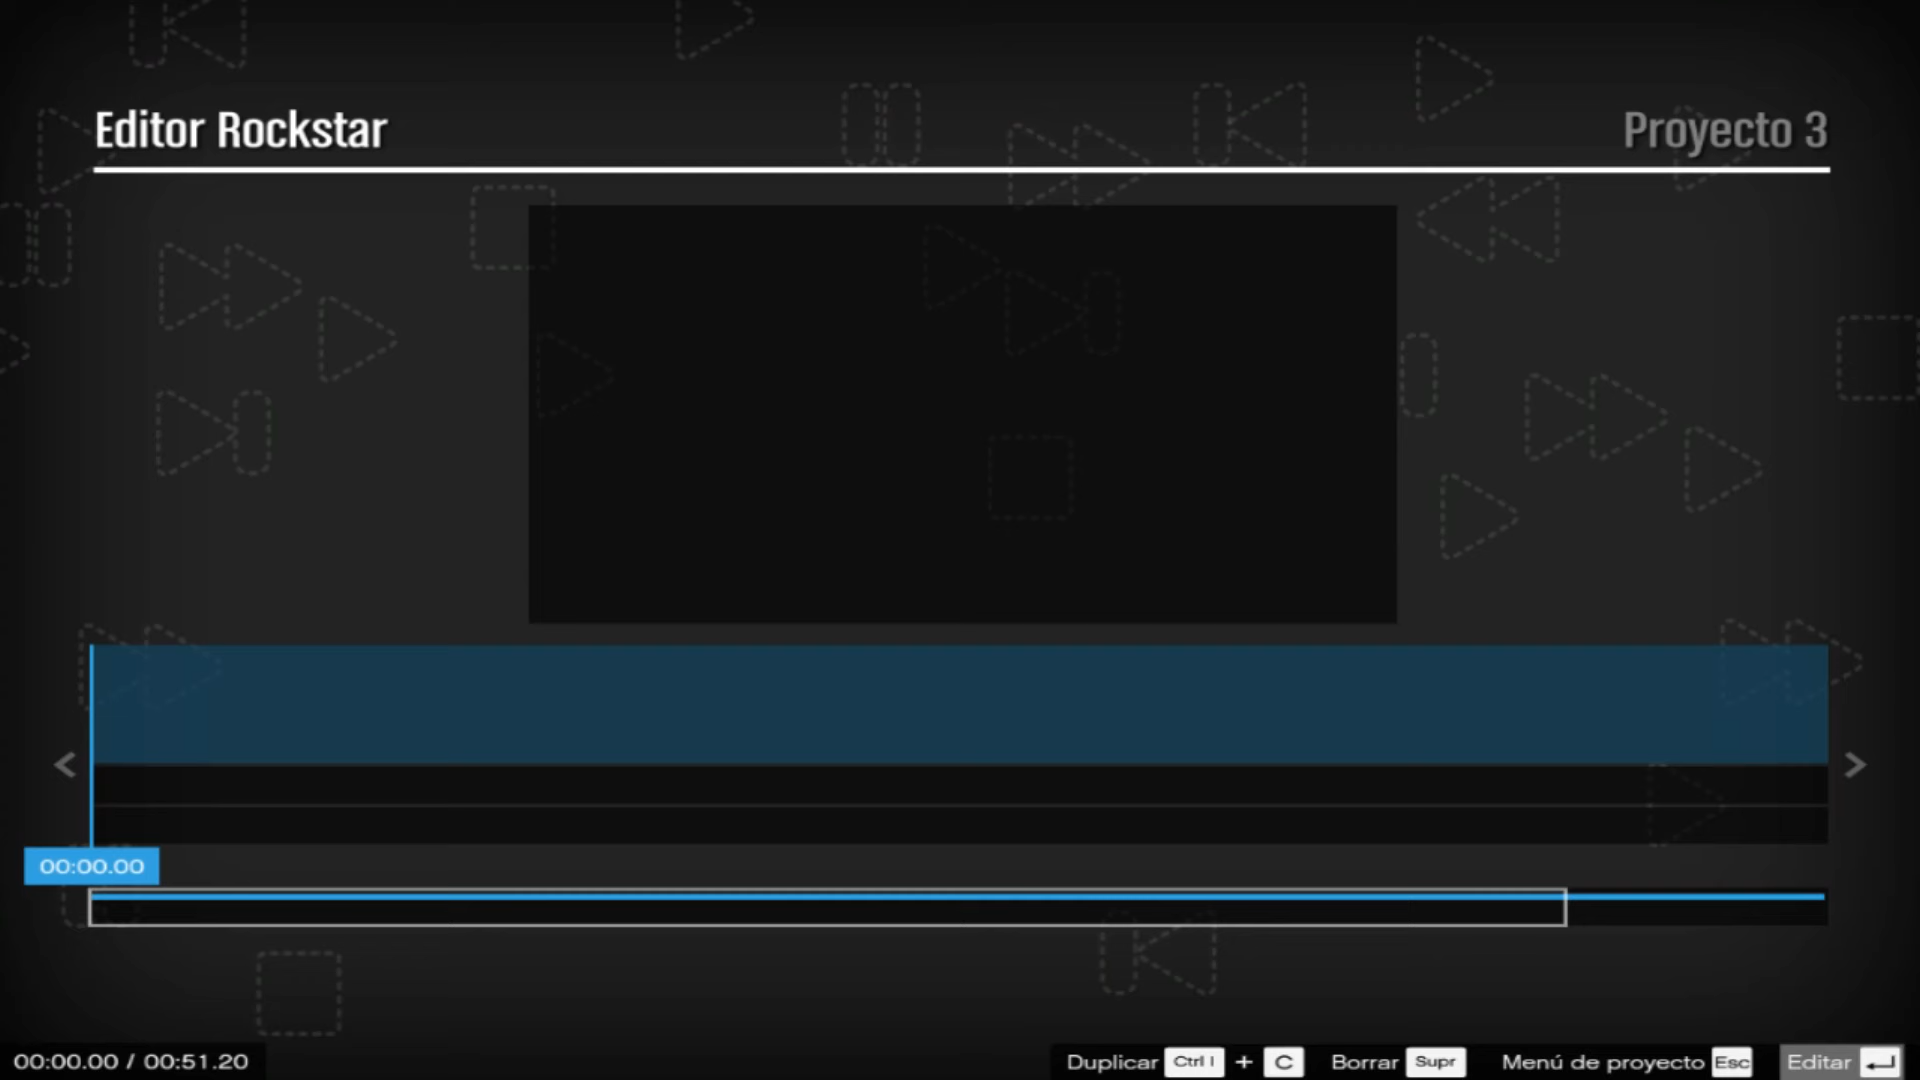 Editor Rockstar
Proyecto 3
<
>
00:00.00
00:00.00 / 00:51.20
Duplicar Ctrl I + C Borrar Supr Menú de proyecto Esc Editar